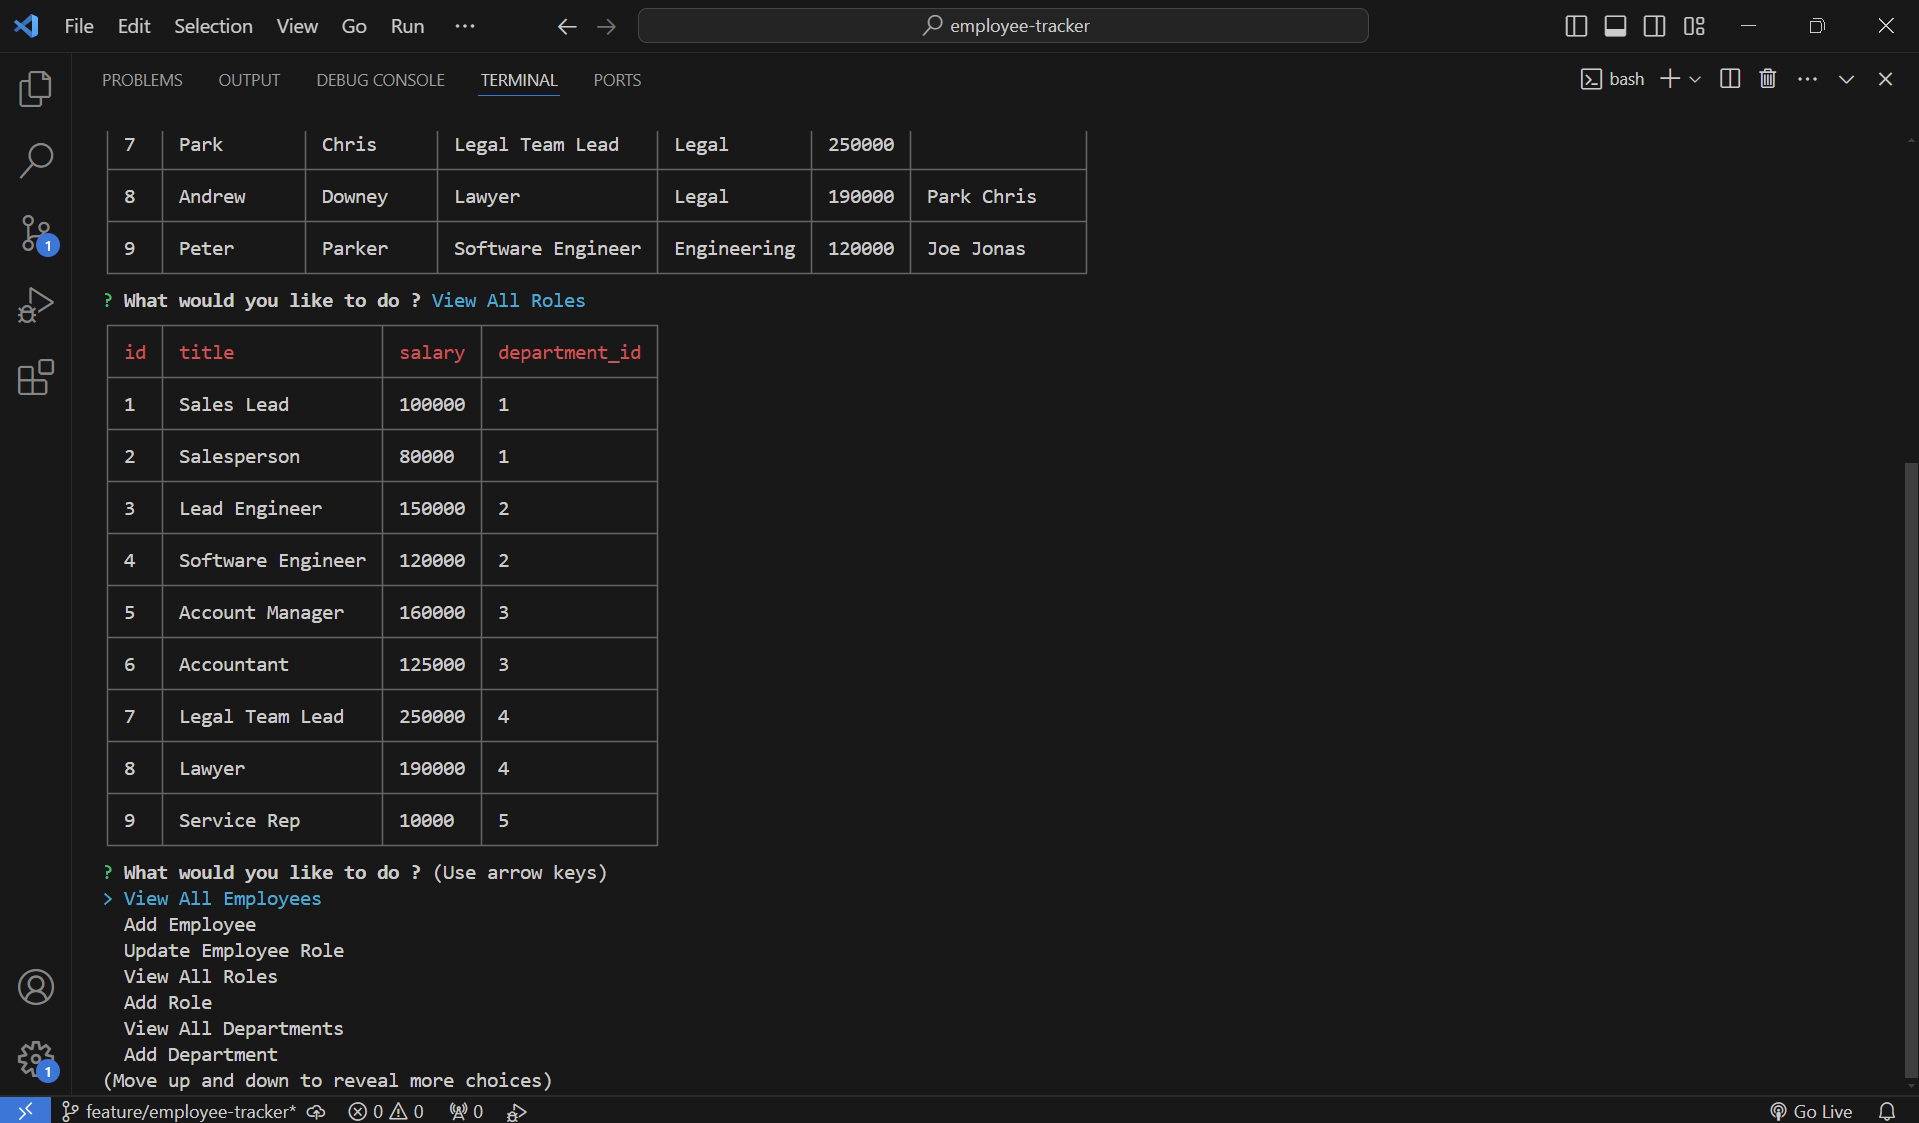 File Edit Selection View Go Run ··· employee-tracker
PROBLEMS OUTPUT DEBUG CONSOLE TERMINAL PORTS bash
7 Park Chris Legal Team Lead Legal 250000
8 Andrew Downey Lawyer Legal 190000 Park Chris
9 Peter Parker Software Engineer Engineering 120000 Joe Jonas
? What would you like to do ? View All Roles
id title salary department_id
1 Sales Lead 100000 1
2 Salesperson 80000 1
3 Lead Engineer 150000 2
4 Software Engineer 120000 2
5 Account Manager 160000 3
6 Accountant 125000 3
7 Legal Team Lead 250000 4
8 Lawyer 190000 4
9 Service Rep 10000 5
? What would you like to do ? (Use arrow keys)
> View All Employees
Add Employee
Update Employee Role
View All Roles
Add Role
View All Departments
Add Department
(Move up and down to reveal more choices)
1
1
feature/employee-tracker* 0 0 0 Go Live